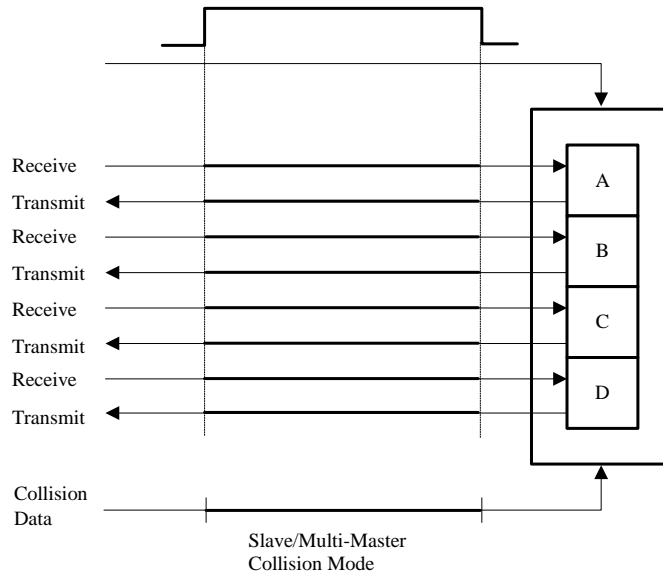 Receive
A
Transmit
Receive
B
Transmit
Receive
C
Transmit
Receive
D
Transmit
Collision
Data
Slave/Multi-Master
Collision Mode